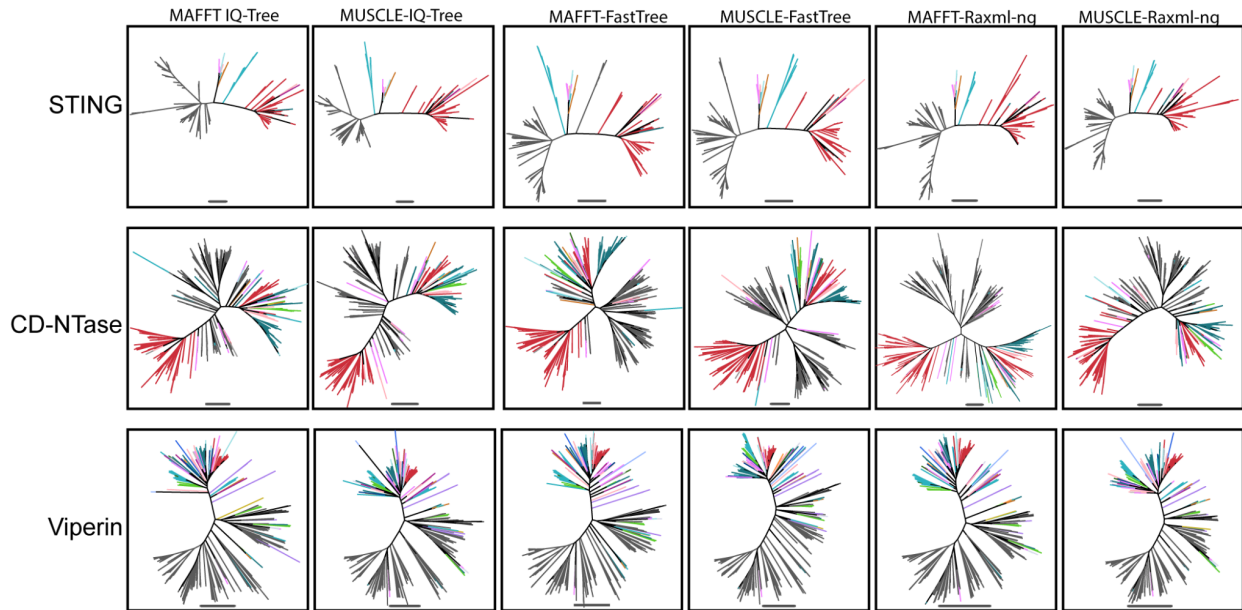 MAFFT IQ-Tree
MUSCLE-IQ-Tree
MAFFT-FastTree
MUSCLE-FastTree
MAFFT-Raxml-ng
MUSCLE-Raxml-ng
STING
CD-NTase
Viperin